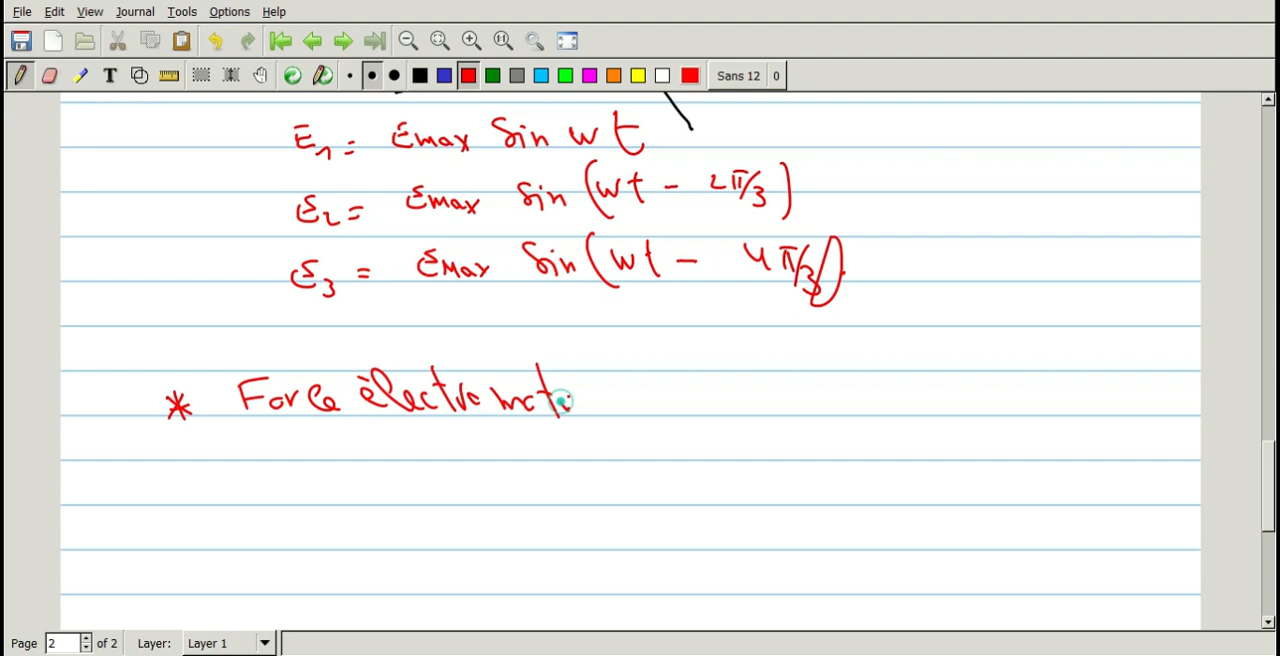 File Edit View Journal Tools Options Help
Sans 12 0
E1 = Emax Sin wt
E2 = Emax sin (wt - 2π/3)
E3 = EMax Sin (wt - 4π/3)
* Force électromoti
Page 2 of 2 Layer: Layer 1